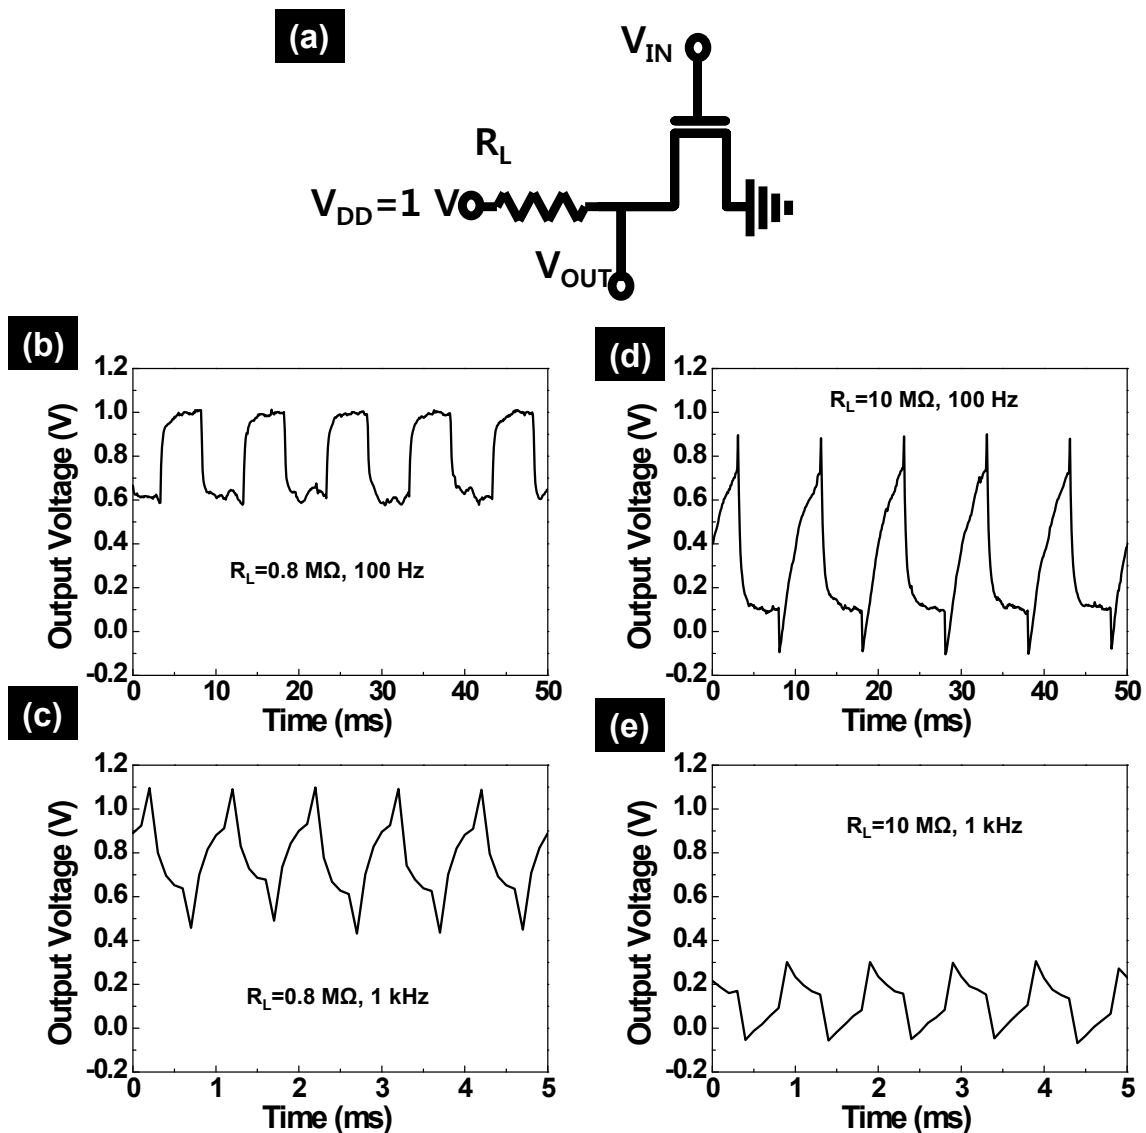 (a)
V_IN
R_L
V_DD=1 V
V_OUT
(b)
Output Voltage (V)
1.2
1.0
0.8
0.6
0.4
0.2
0.0
-0.2
R_L=0.8 MΩ, 100 Hz
0 10 20 30 40 50
Time (ms)
(d)
Output Voltage (V)
1.2
1.0
0.8
0.6
0.4
0.2
0.0
-0.2
R_L=10 MΩ, 100 Hz
0 10 20 30 40 50
Time (ms)
(c)
Output Voltage (V)
1.2
1.0
0.8
0.6
0.4
0.2
0.0
-0.2
R_L=0.8 MΩ, 1 kHz
0 1 2 3 4 5
Time (ms)
(e)
Output Voltage (V)
1.2
1.0
0.8
0.6
0.4
0.2
0.0
-0.2
R_L=10 MΩ, 1 kHz
0 1 2 3 4 5
Time (ms)